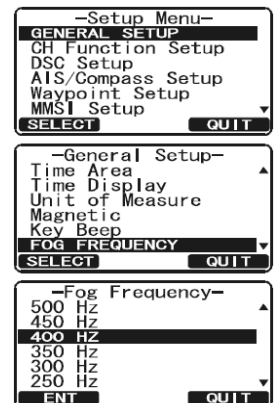 —Setup Menu—
GENERAL SETUP
CH Function Setup
DSC Setup
AIS/Compass Setup
Waypoint Setup
MMSI Setup
SELECT QUIT
—General Setup—
Time Area
Time Display
Unit of Measure
Magnetic
Key Beep
FOG FREQUENCY
SELECT QUIT
—Fog Frequency—
500 Hz
450 Hz
400 HZ
350 Hz
300 Hz
250 Hz
ENT QUIT